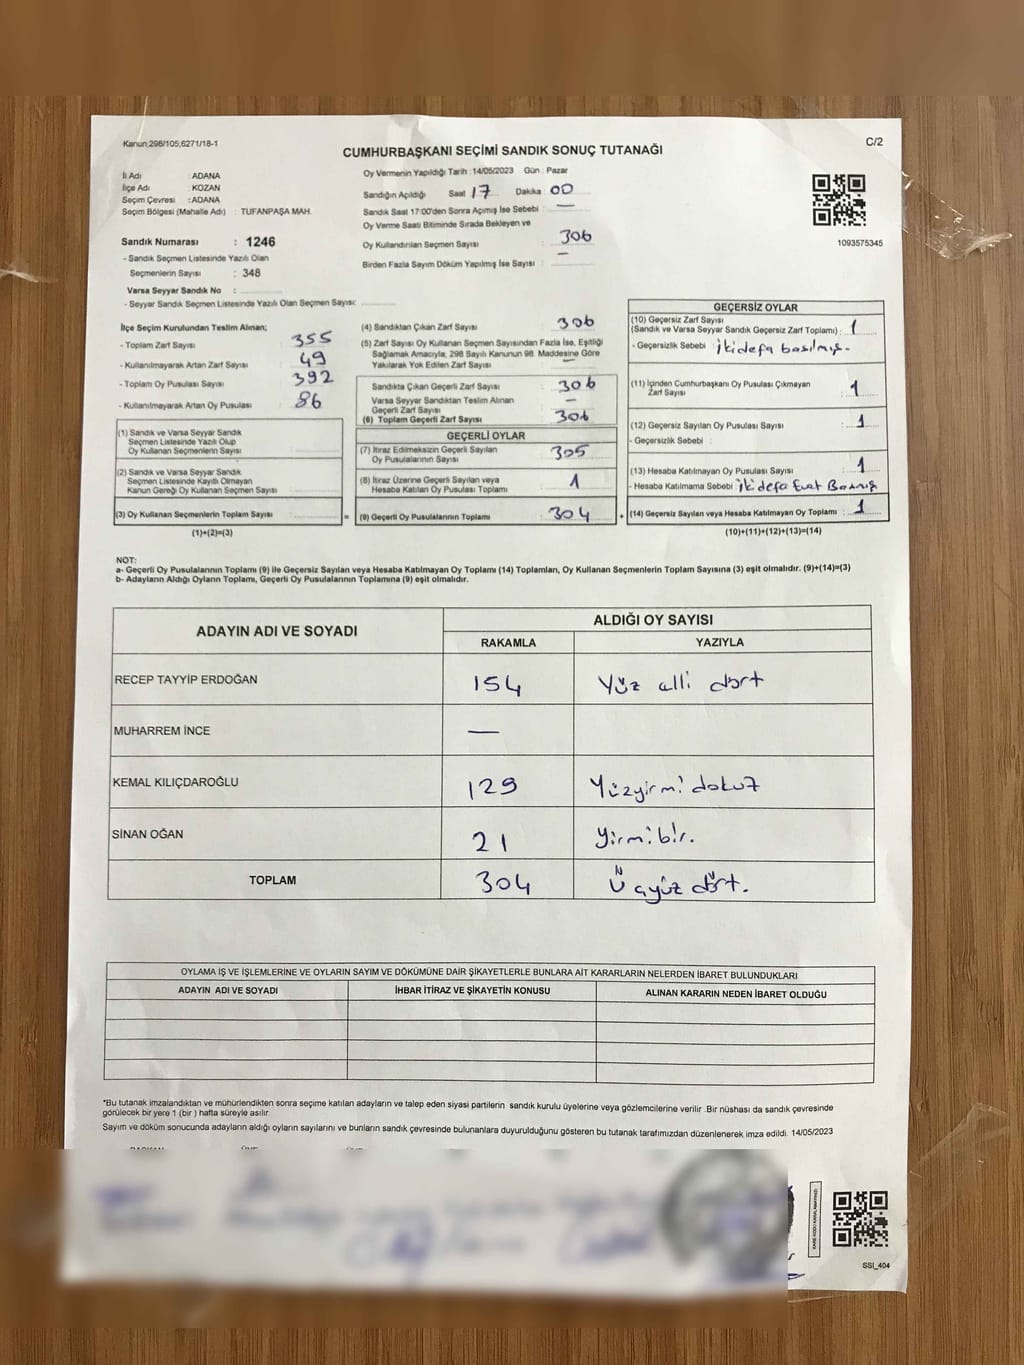 Kanun;298/105,6271/18-1
C/2
CUMHURBAŞKANI SEÇİMİ SANDIK SONUÇ TUTANAĞI
İl Adı : ADANA
İlçe Adı : KOZAN
Seçim Çevresi : ADANA
Seçim Bölgesi (Mahalle Adı) : TUFANPAŞA MAH.
Sandık Numarası : 1246
- Sandık Seçmen Listesinde Yazılı Olan
Seçmenlerin Sayısı : 348
Varsa Seyyar Sandık No :
- Seyyar Sandık Seçmen Listesinde Yazılı Olan Seçmen Sayısı:
Oy Vermenin Yapıldığı Tarih : 14/05/2023 Gün : Pazar
Sandığın Açıldığı Saat 17 Dakika : 00
Sandık Saat 17:00'den Sonra Açımış İse Sebebi : —
Oy Verme Saati Bitiminde Sırada Bekleyen ve
Oy Kullandırılan Seçmen Sayısı : 306
Birden Fazla Sayım Döküm Yapılmış İse Sayısı : —
1093575345
İlçe Seçim Kurulundan Teslim Alınan;
- Toplam Zarf Sayısı : 355
- Kullanılmayarak Artan Zarf Sayısı : 49
- Toplam Oy Pusulası Sayısı : 392
- Kullanılmayarak Artan Oy Pusulası : 86
(1) Sandık ve Varsa Seyyar Sandık
Seçmen Listesinde Yazılı Olup
Oy Kullanan Seçmenlerin Sayısı :
(2) Sandık ve Varsa Seyyar Sandık
Seçmen Listesinde Kayıtlı Olmayan
Kanun Gereği Oy Kullanan Seçmen Sayısı :
(3) Oy Kullanan Seçmenlerin Toplam Sayısı : =
(1)+(2)=(3)
(4) Sandıktan Çıkan Zarf Sayısı : 306
(5) Zarf Sayısı Oy Kullanan Seçmen Sayısından Fazla İse, Eşitliği
Sağlamak Amacıyla, 298 Sayılı Kanunun 98. Maddesine Göre
Yakılarak Yok Edilen Zarf Sayısı : —
Sandıkta Çıkan Geçerli Zarf Sayısı : 306
Varsa Seyyar Sandıktan Teslim Alınan
Geçerli Zarf Sayısı : —
(6) Toplam Geçerli Zarf Sayısı : 306
GEÇERLİ OYLAR
(7) İtiraz Edilmeksizin Geçerli Sayılan
Oy Pusulalarının Sayısı : 305
(8) İtiraz Üzerine Geçerli Sayılan veya
Hesaba Katılan Oy Pusulası Toplamı : 1
(9) Geçerli Oy Pusulalarının Toplamı : 304 +
GEÇERSİZ OYLAR
(10) Geçersiz Zarf Sayısı
(Sandık ve Varsa Seyyar Sandık Geçersiz Zarf Toplamı) : 1
- Geçersizlik Sebebi : İkidefa basılmış.
(11) İçinden Cumhurbaşkanı Oy Pusulası Çıkmayan
Zarf Sayısı : 1
(12) Geçersiz Sayılan Oy Pusulası Sayısı : 1
- Geçersizlik Sebebi :
(13) Hesaba Katılmayan Oy Pusulası Sayısı : 1
- Hesaba Katılmama Sebebi : ikidefa Evet Basmış
(14) Geçersiz Sayılan veya Hesaba Katılmayan Oy Toplamı : 1
(10)+(11)+(12)+(13)=(14)
NOT:
a- Geçerli Oy Pusulalarının Toplamı (9) ile Geçersiz Sayılan veya Hesaba Katılmayan Oy Toplamı (14) Toplamları, Oy Kullanan Seçmenlerin Toplam Sayısına (3) eşit olmalıdır. (9)+(14)=(3)
b- Adayların Aldığı Oyların Toplamı, Geçerli Oy Pusulalarının Toplamına (9) eşit olmalıdır.
ADAYIN ADI VE SOYADI
ALDIĞI OY SAYISI
RAKAMLA YAZIYLA
RECEP TAYYİP ERDOĞAN 154 Yüz alli dört
MUHARREM İNCE —
KEMAL KILIÇDAROĞLU 129 Yüzyirmi dokuz
SİNAN OĞAN 21 Yirmibir.
TOPLAM 304 Üçyüz dört.
OYLAMA İŞ VE İŞLEMLERİNE VE OYLARIN SAYIM VE DÖKÜMÜNE DAİR ŞİKAYETLERLE BUNLARA AİT KARARLARIN NELERDEN İBARET BULUNDUKLARI
ADAYIN ADI VE SOYADI İHBAR İTİRAZ VE ŞİKAYETİN KONUSU ALINAN KARARIN NEDEN İBARET OLDUĞU
*Bu tutanak imzalandıktan ve mühürlendikten sonra seçime katılan adayların ve talep eden siyasi partilerin sandık kurulu üyelerine veya gözlemcilerine verilir .Bir nüshası da sandık çevresinde
görülecek bir yere 1 (bir ) hafta süreyle asılır.
Sayım ve döküm sonucunda adayların aldığı oyların sayılarını ve bunların sandık çevresinde bulunanlara duyurulduğunu gösteren bu tutanak tarafımızdan düzenlenerek imza edildi. 14/05/2023
SSI_404